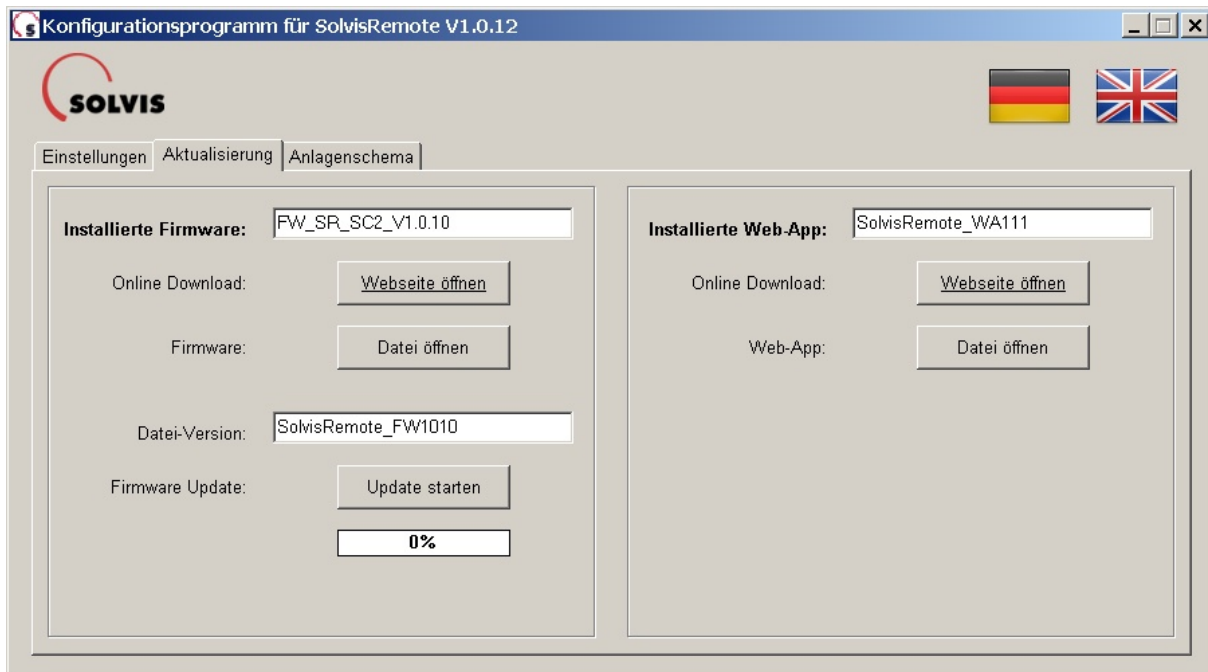 Konfigurationsprogramm für SolvisRemote V1.0.12
SOLVIS
Einstellungen Aktualisierung Anlagenschema
Installierte Firmware: FW_SR_SC2_V1.0.10
Online Download: Webseite öffnen
Firmware: Datei öffnen
Datei-Version: SolvisRemote_FW1010
Firmware Update: Update starten
0%
Installierte Web-App: SolvisRemote_WA111
Online Download: Webseite öffnen
Web-App: Datei öffnen